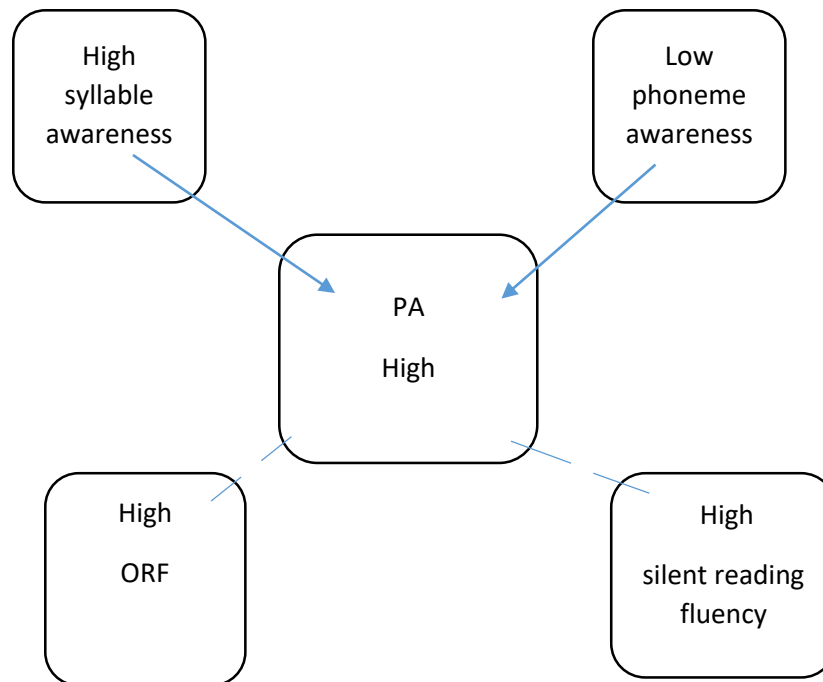 High
syllable
awareness
Low
phoneme
awareness
PA
High
High
ORF
High
silent reading
fluency